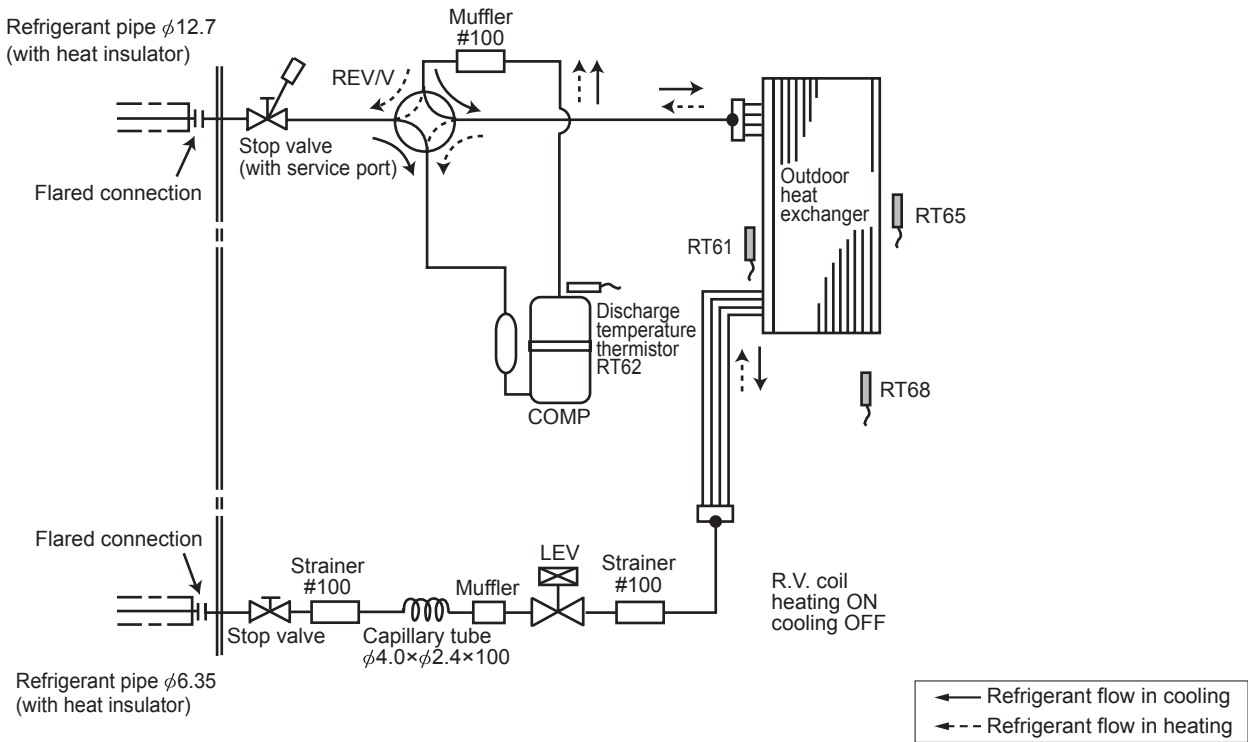 Refrigerant pipe ϕ12.7
(with heat insulator)
Muffler
#100
REV/V
Stop valve
(with service port)
Flared connection
Outdoor
heat
exchanger
RT65
RT61
Discharge
temperature
thermistor
RT62
COMP
RT68
Flared connection
Strainer
#100
Muffler
LEV
Strainer
#100
Stop valve
Capillary tube
ϕ4.0×ϕ2.4×100
R.V. coil
heating ON
cooling OFF
Refrigerant pipe ϕ6.35
(with heat insulator)
Refrigerant flow in cooling
Refrigerant flow in heating